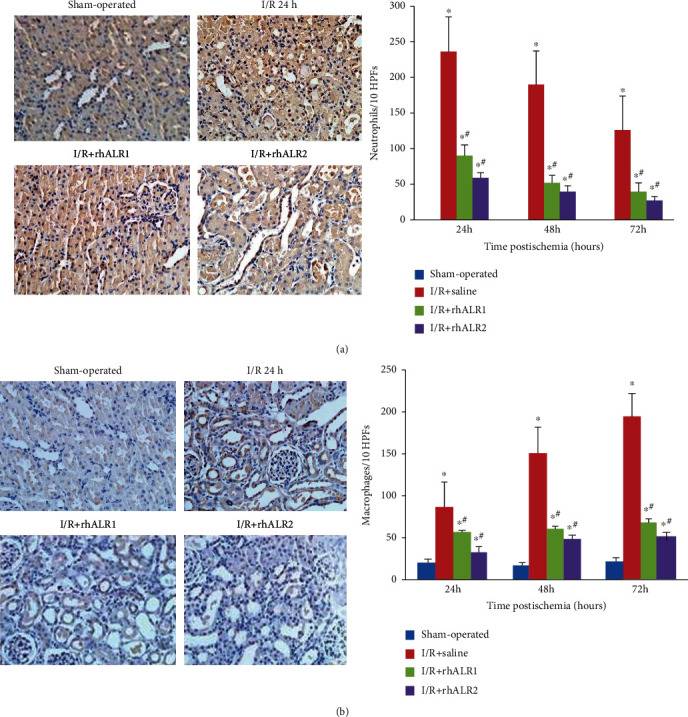 Sham-operated
I/R 24 h
I/R+rhALR1
I/R+rhALR2
Neutrophils/10 HPFs
300
250
200
150
100
50
0
*
*#
*#
*
*#
*#
*
*#
*#
24h
48h
72h
Time postischemia (hours)
Sham-operated
I/R+saline
I/R+rhALR1
I/R+rhALR2
(a)
Sham-operated
I/R 24 h
I/R+rhALR1
I/R+rhALR2
Macrophages/10 HPFs
250
200
150
100
50
0
*
*#
*#
*
*#
*#
*
*#
*#
24h
48h
72h
Time postischemia (hours)
Sham-operated
I/R+saline
I/R+rhALR1
I/R+rhALR2
(b)